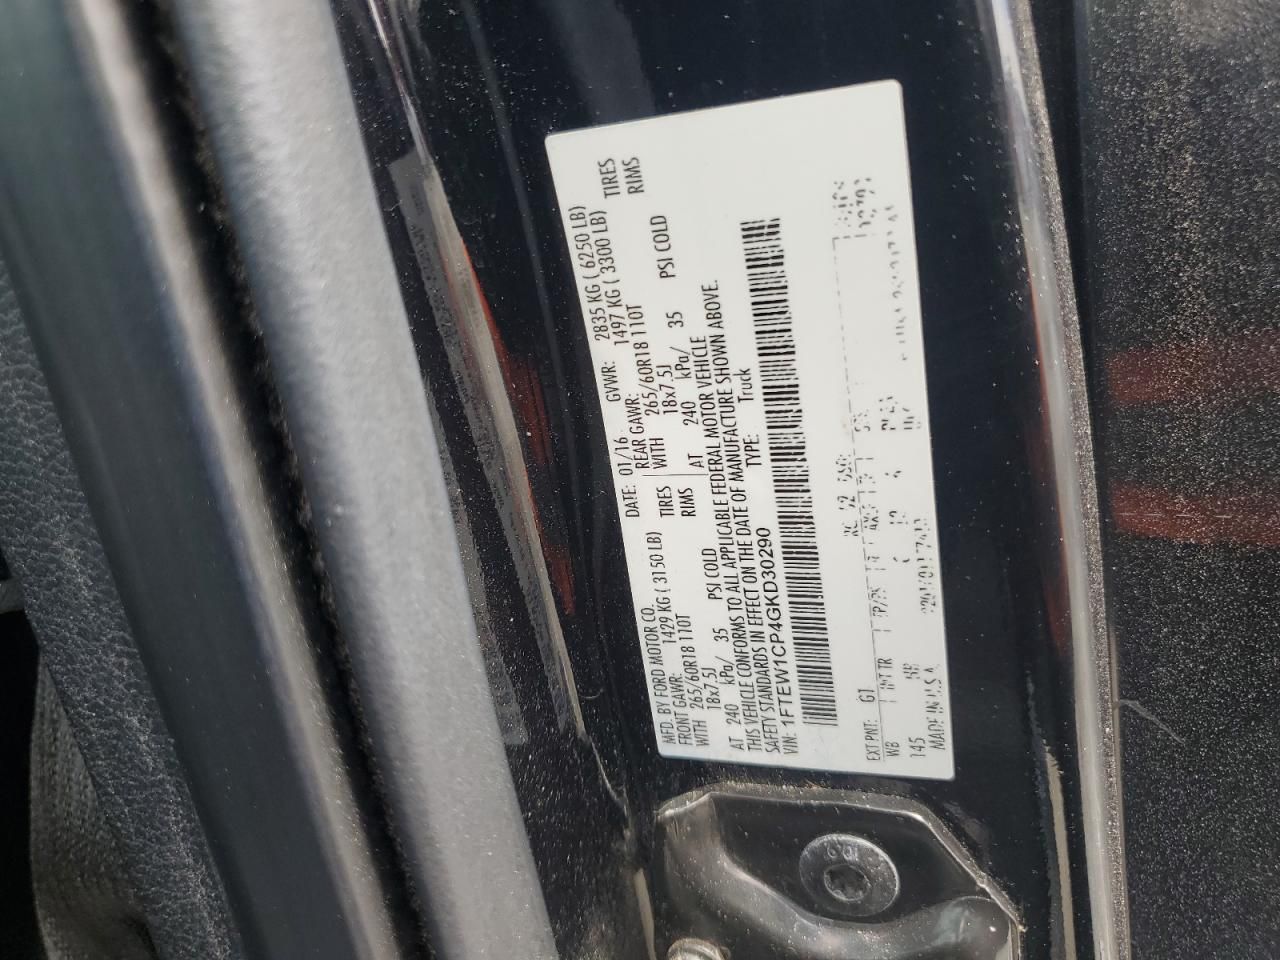 MFD. BY FORD MOTOR CO.
DATE: 01/16 GVWR: 2835 KG ( 6250 LB)
FRONT GAWR: 1429 KG ( 3150 LB) REAR GAWR: 1497 KG ( 3300 LB)
WITH 265/60R18 110T TIRES WITH 265/60R18 110T TIRES
18x7.5J RIMS 18x7.5J RIMS
AT 240 kPa/ 35 PSI COLD AT 240 kPa/ 35 PSI COLD
THIS VEHICLE CONFORMS TO ALL APPLICABLE FEDERAL MOTOR VEHICLE
SAFETY STANDARDS IN EFFECT ON THE DATE OF MANUFACTURE SHOWN ABOVE.
VIN: 1FTEW1CP4GKD30290 TYPE: Truck
EXT PNT: G1
WB INT TR
145
MADE IN U.S.A.